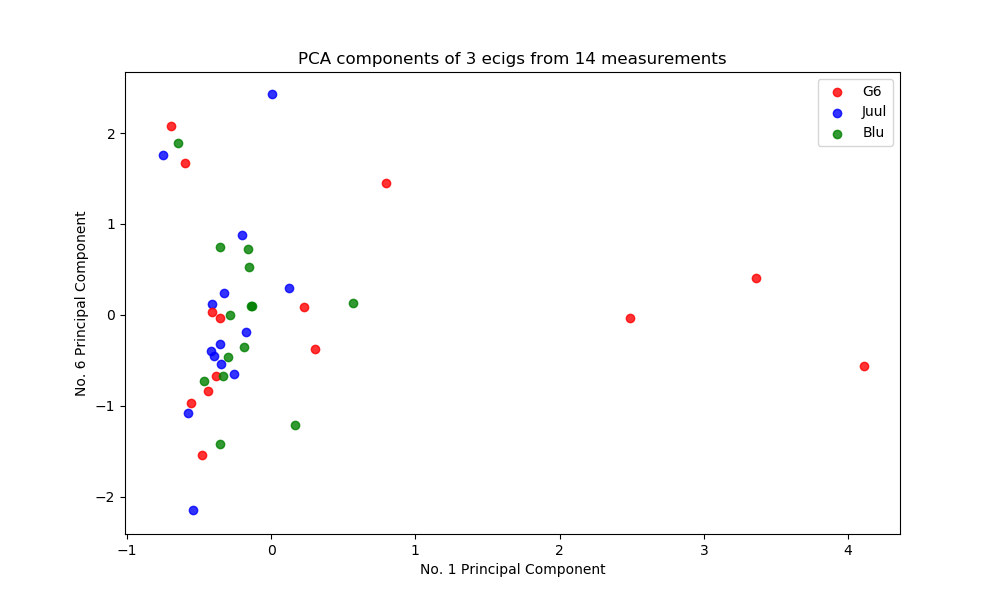 PCA components of 3 ecigs from 14 measurements
G6
Juul
Blu
2
1
0
−1
−2
No. 6 Principal Component
−1
0
1
2
3
4
No. 1 Principal Component